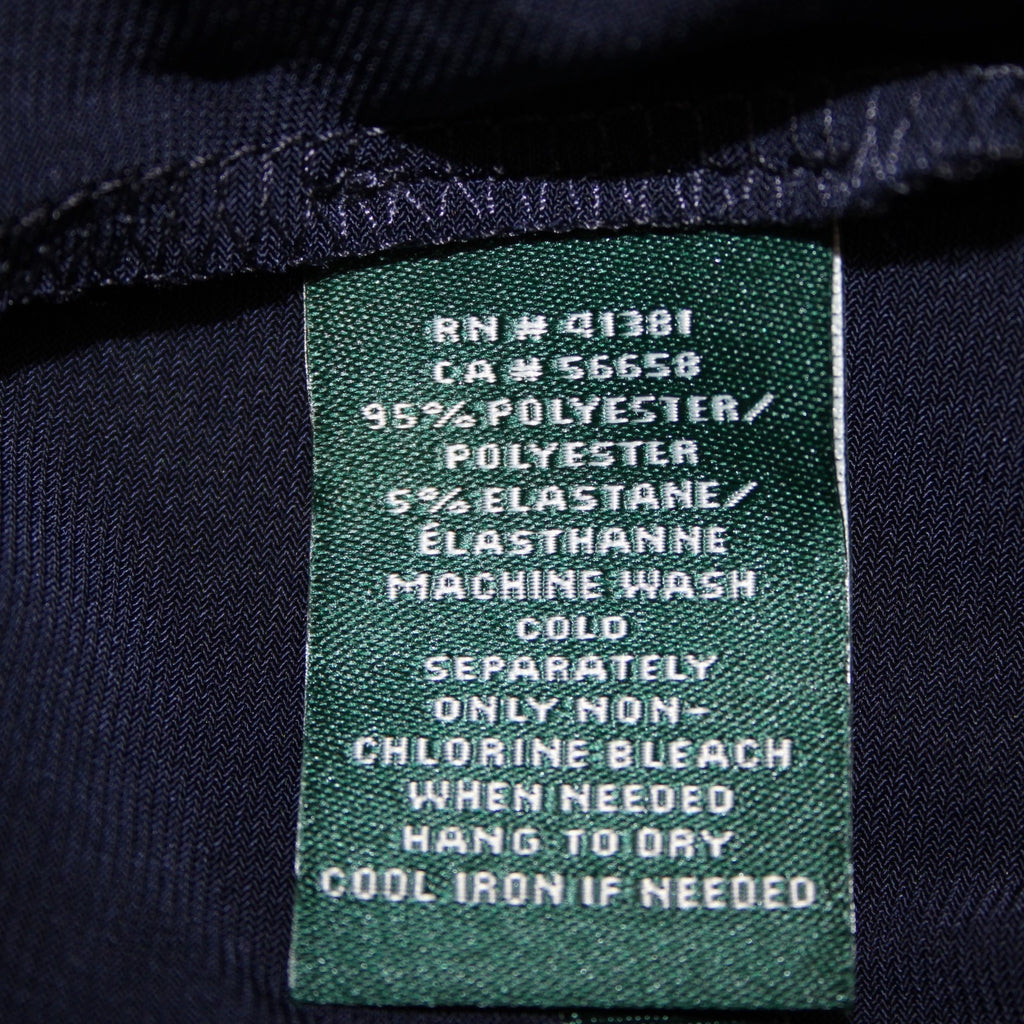 RN # 41381
CA # 56658
95% POLYESTER/
POLYESTER
5% ELASTANE/
ÉLASTHANNE
MACHINE WASH
COLD
SEPARATELY
ONLY NON-
CHLORINE BLEACH
WHEN NEEDED
HANG TO DRY
COOL IRON IF NEEDED